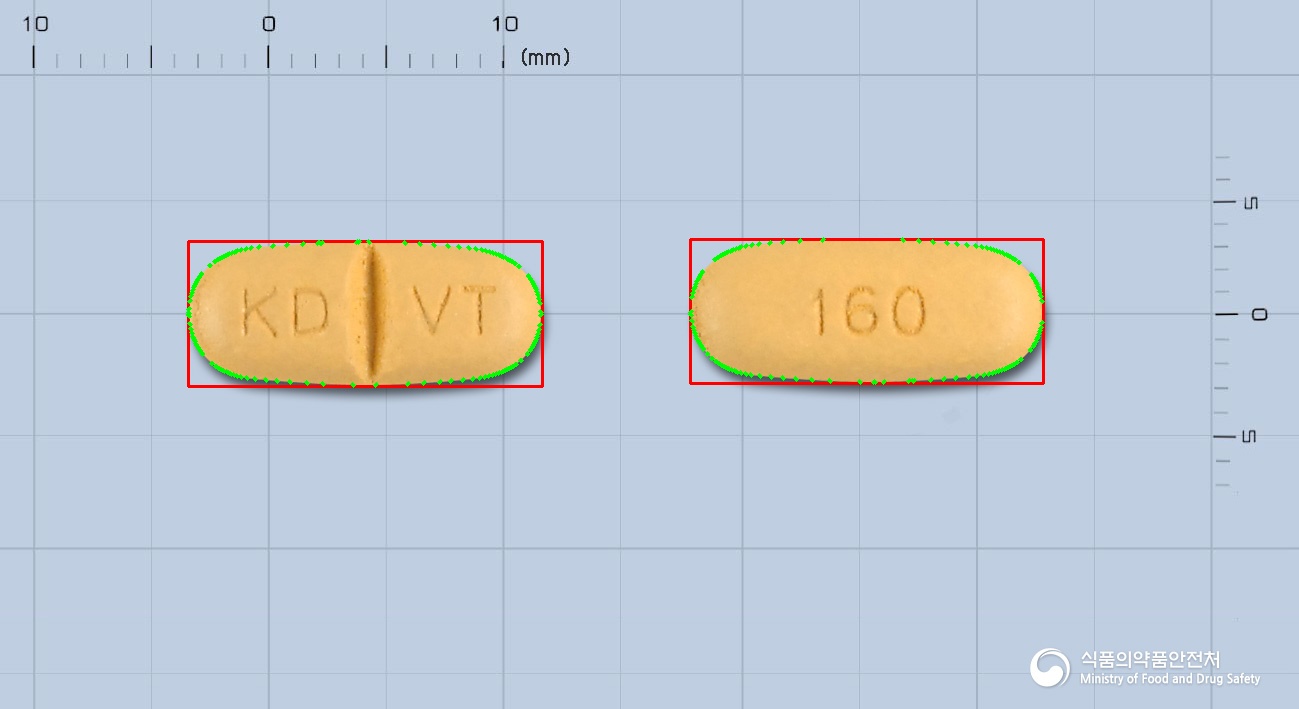 10 0 10
(mm)
5
0
5
KD VT
160
식품의약품안전처
Ministry of Food and Drug Safety